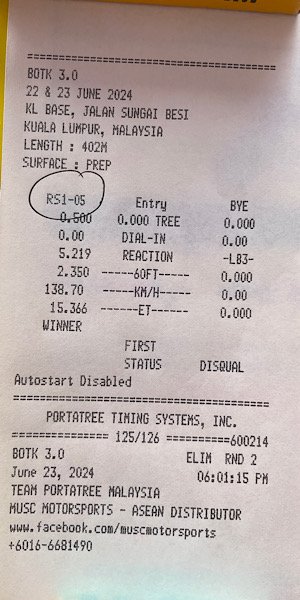 ========================================
BOTK 3.0
22 & 23 JUNE 2024
KL BASE, JALAN SUNGAI BESI
KUALA LUMPUR, MALAYSIA
LENGTH : 402M
SURFACE : PREP
RS1-05 Entry BYE
0.500 0.000 TREE 0.000
0.00 DIAL-IN 0.00
5.219 REACTION -LB3-
2.350 ------60FT------ 0.000
138.70 ------KM/H------ 0.00
15.366 ------ET------ 0.000
WINNER
FIRST
STATUS DISQUAL
Autostart Disabled
========================================
PORTATREE TIMING SYSTEMS, INC.
=============== 125/126 ==========600214
BOTK 3.0 ELIM RND 2
June 23, 2024 06:01:15 PM
TEAM PORTATREE MALAYSIA
MUSC MOTORSPORTS - ASEAN DISTRIBUTOR
www.facebook.com/muscmotorsports
+6016-6681490